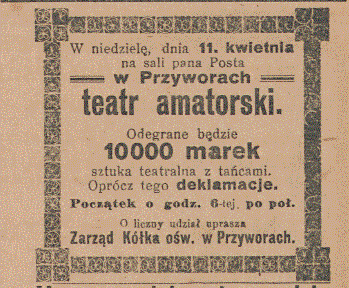 W niedzielę, dnia 11. kwietnia
na sali pana Posta
w Przyworach
teatr amatorski.
Odegrane będzie
10000 marek
sztuka teatralna z tańcami.
Oprócz tego deklamacje.
Początek o godz. 6-tej po poł.
O liczny udział uprasza
Zarząd Kółka ośw. w Przyworach.